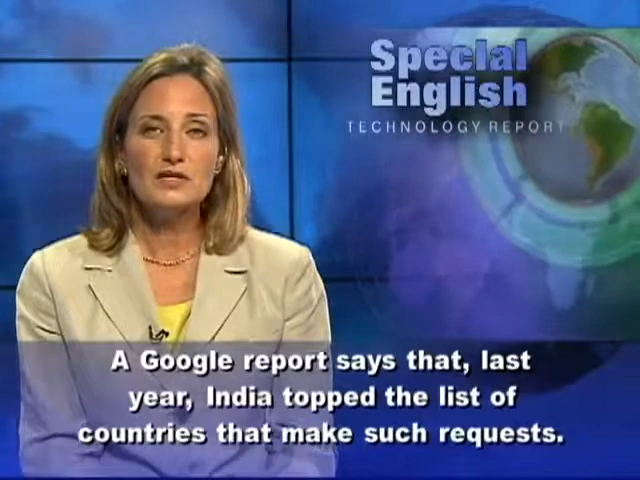 Special
English
TECHNOLOGY REPORT
A Google report says that, last
year, India topped the list of
countries that make such requests.